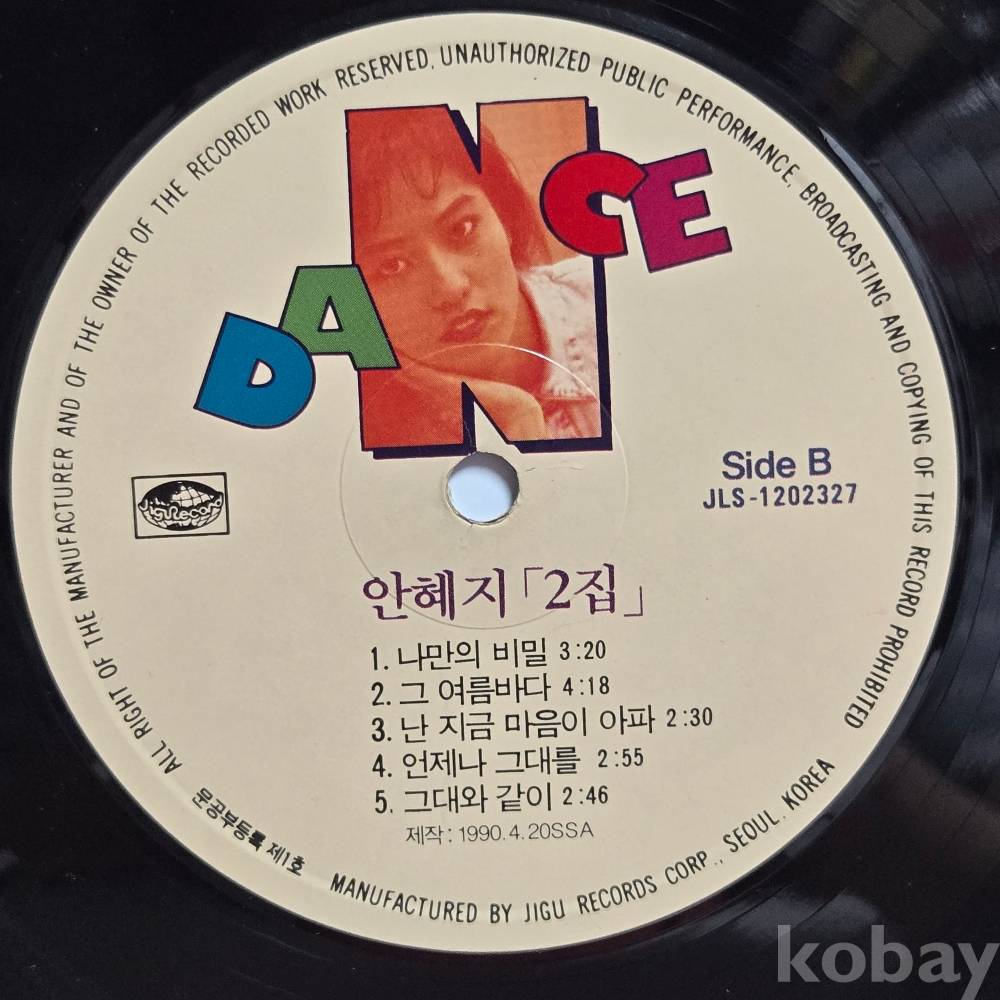 ALL RIGHT OF THE MANUFACTURER AND OF THE OWNER OF THE RECORDED WORK RESERVED. UNAUTHORIZED PUBLIC PERFORMANCE. BROADCASTING AND COPYING OF THIS RECORD PROHIBITED
DANCE
Side B
JLS-1202327
JiguRecord
안혜지「2집」
1. 나만의 비밀 3:20
2. 그 여름바다 4:18
3. 난 지금 마음이 아파 2:30
4. 언제나 그대를 2:55
5. 그대와 같이 2:46
제작: 1990.4.20SSA
문공부등록 제1호
MANUFACTURED BY JIGU RECORDS CORP., SEOUL. KOREA
kobay